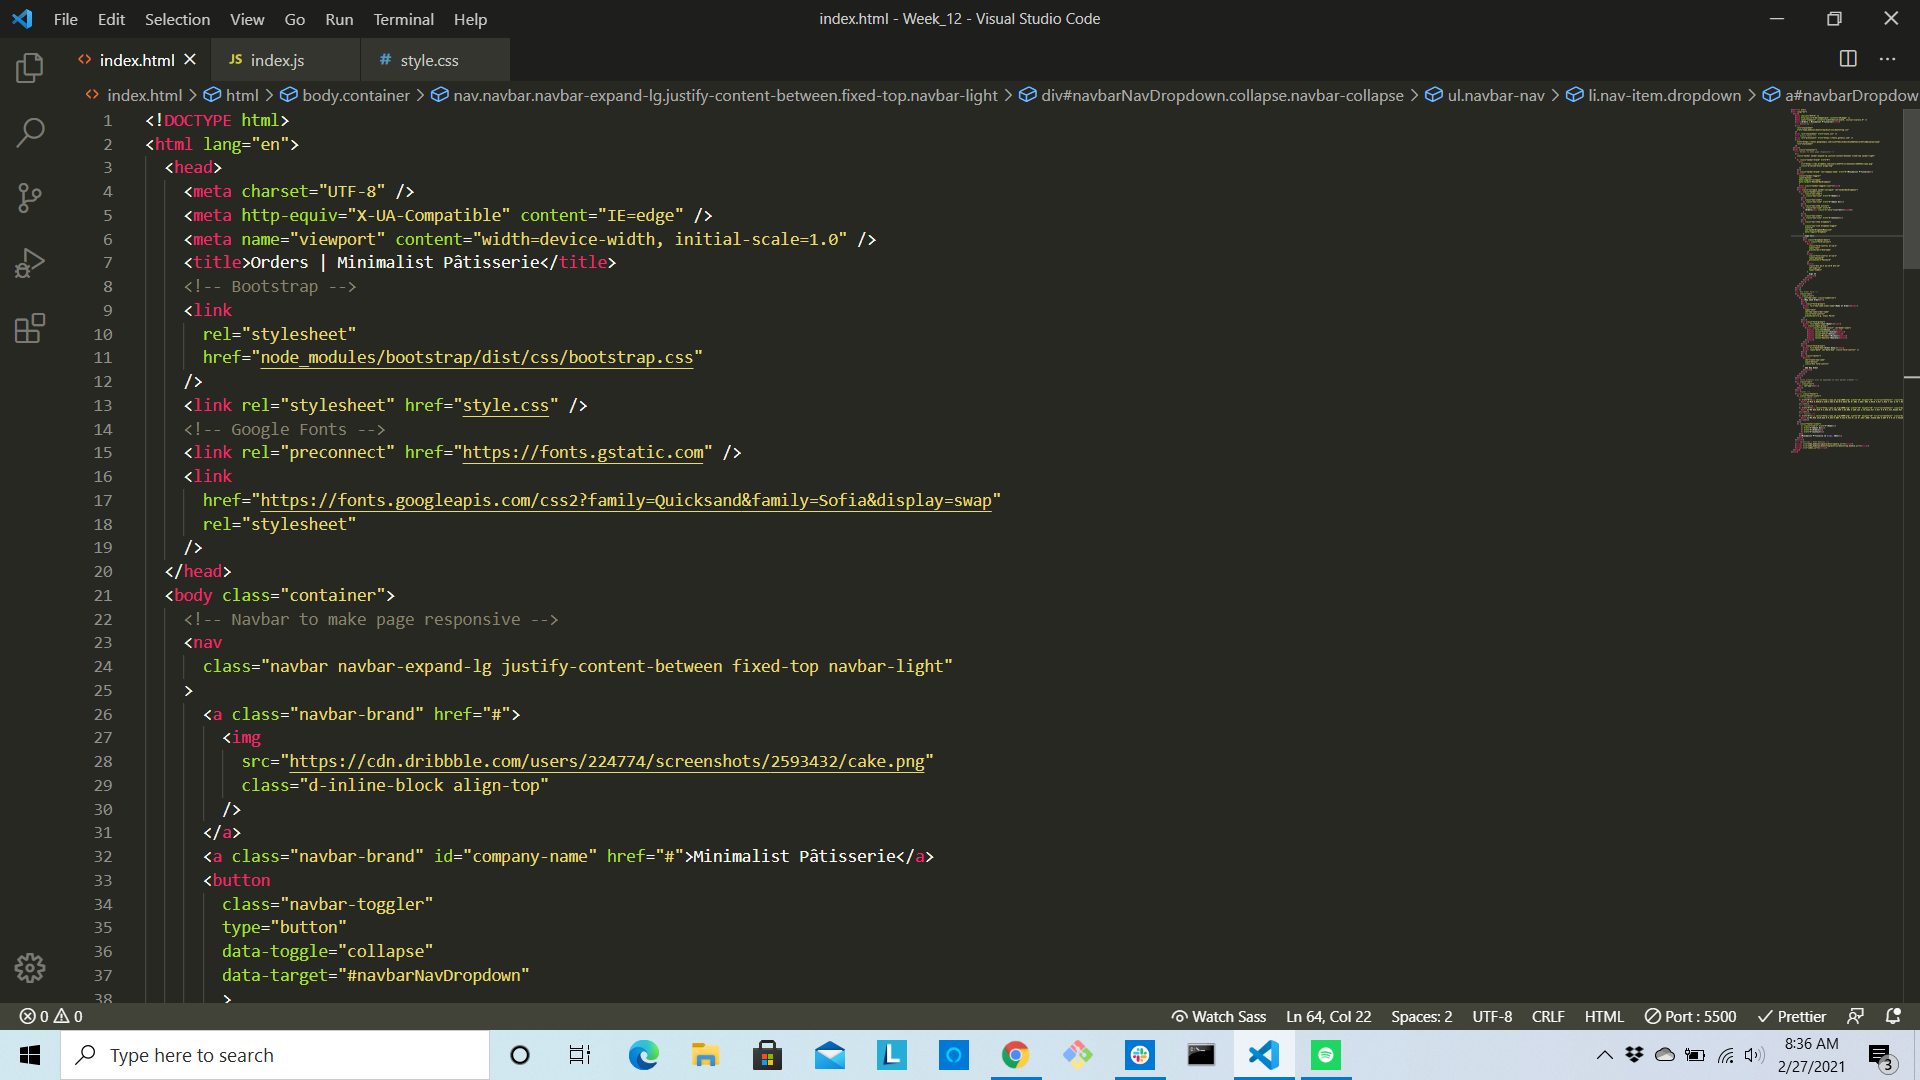 File Edit Selection View Go Run Terminal Help
index.html - Week_12 - Visual Studio Code
<> index.html × JS index.js # style.css
<> index.html > html > body.container > nav.navbar.navbar-expand-lg.justify-content-between.fixed-top.navbar-light > div#navbarNavDropdown.collapse.navbar-collapse > ul.navbar-nav > li.nav-item.dropdown > a#navbarDropdow
1 <!DOCTYPE html>
2 <html lang="en">
3 <head>
4 <meta charset="UTF-8" />
5 <meta http-equiv="X-UA-Compatible" content="IE=edge" />
6 <meta name="viewport" content="width=device-width, initial-scale=1.0" />
7 <title>Orders | Minimalist Pâtisserie</title>
8 <!-- Bootstrap -->
9 <link
10 rel="stylesheet"
11 href="node_modules/bootstrap/dist/css/bootstrap.css"
12 />
13 <link rel="stylesheet" href="style.css" />
14 <!-- Google Fonts -->
15 <link rel="preconnect" href="https://fonts.gstatic.com" />
16 <link
17 href="https://fonts.googleapis.com/css2?family=Quicksand&family=Sofia&display=swap"
18 rel="stylesheet"
19 />
20 </head>
21 <body class="container">
22 <!-- Navbar to make page responsive -->
23 <nav
24 class="navbar navbar-expand-lg justify-content-between fixed-top navbar-light"
25 >
26 <a class="navbar-brand" href="#">
27 <img
28 src="https://cdn.dribbble.com/users/224774/screenshots/2593432/cake.png"
29 class="d-inline-block align-top"
30 />
31 </a>
32 <a class="navbar-brand" id="company-name" href="#">Minimalist Pâtisserie</a>
33 <button
34 class="navbar-toggler"
35 type="button"
36 data-toggle="collapse"
37 data-target="#navbarNavDropdown"
38 >
0 0 Watch Sass Ln 64, Col 22 Spaces: 2 UTF-8 CRLF HTML Port : 5500 Prettier
Type here to search
8:36 AM
2/27/2021
3